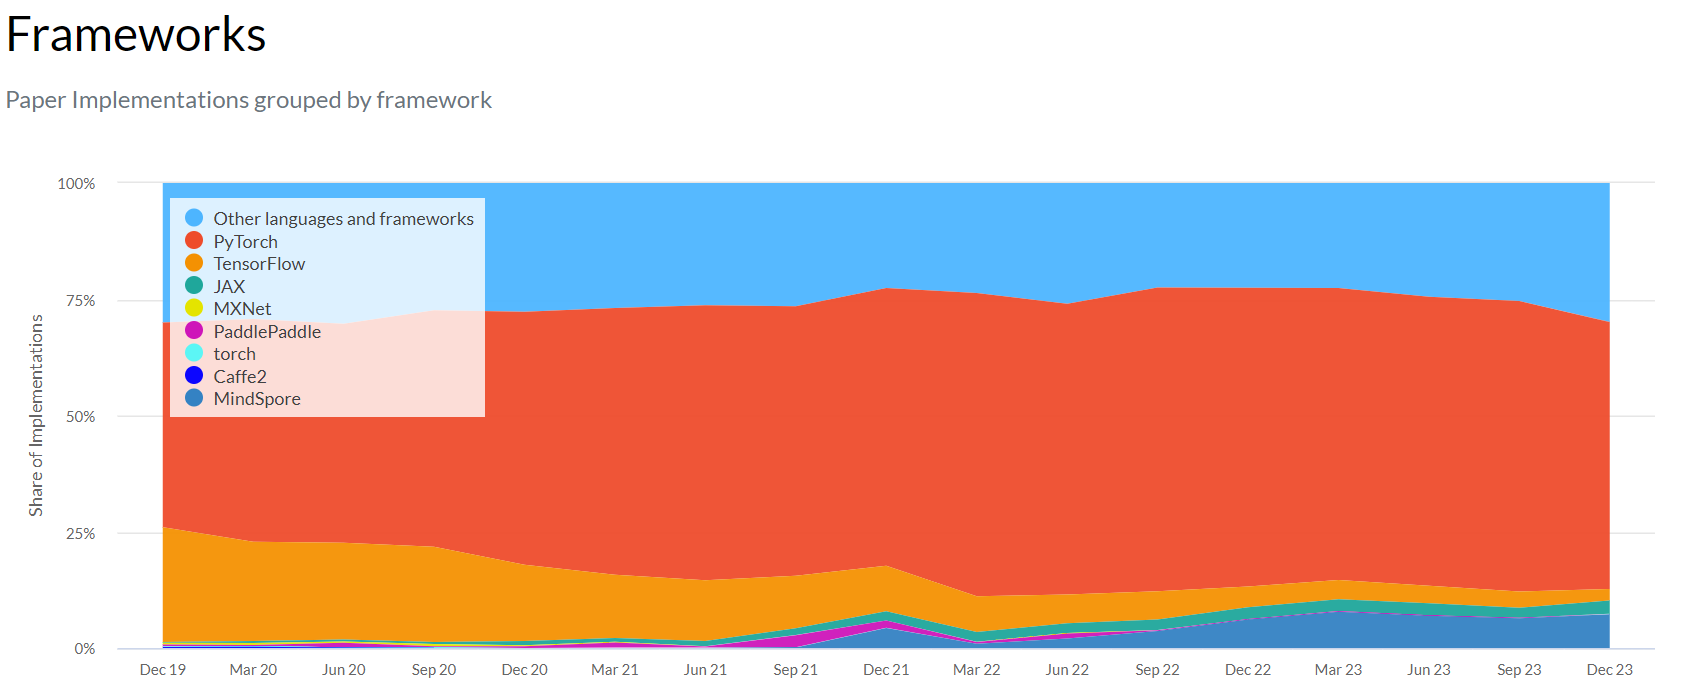 Frameworks
Paper Implementations grouped by framework
Share of Implementations
100%
75%
50%
25%
0%
Other languages and frameworks
PyTorch
TensorFlow
JAX
MXNet
PaddlePaddle
torch
Caffe2
MindSpore
Dec 19 Mar 20 Jun 20 Sep 20 Dec 20 Mar 21 Jun 21 Sep 21 Dec 21 Mar 22 Jun 22 Sep 22 Dec 22 Mar 23 Jun 23 Sep 23 Dec 23